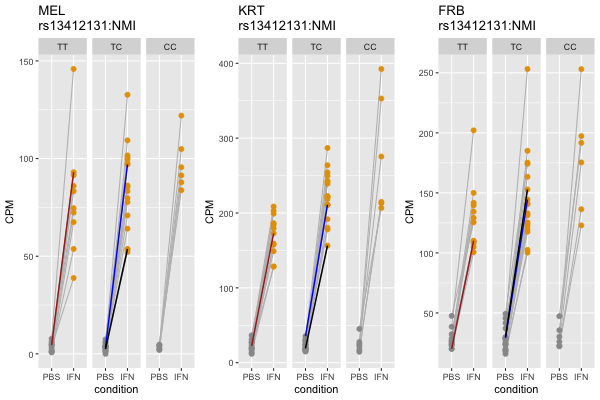 MEL
rs13412131:NMI
TT TC CC
150
100
50
0
CPM
PBS IFN PBS IFN PBS IFN
condition
KRT
rs13412131:NMI
TT TC CC
400
300
200
100
0
CPM
PBS IFN PBS IFN PBS IFN
condition
FRB
rs13412131:NMI
TT TC CC
250
200
150
100
50
CPM
PBS IFN PBS IFN PBS IFN
condition